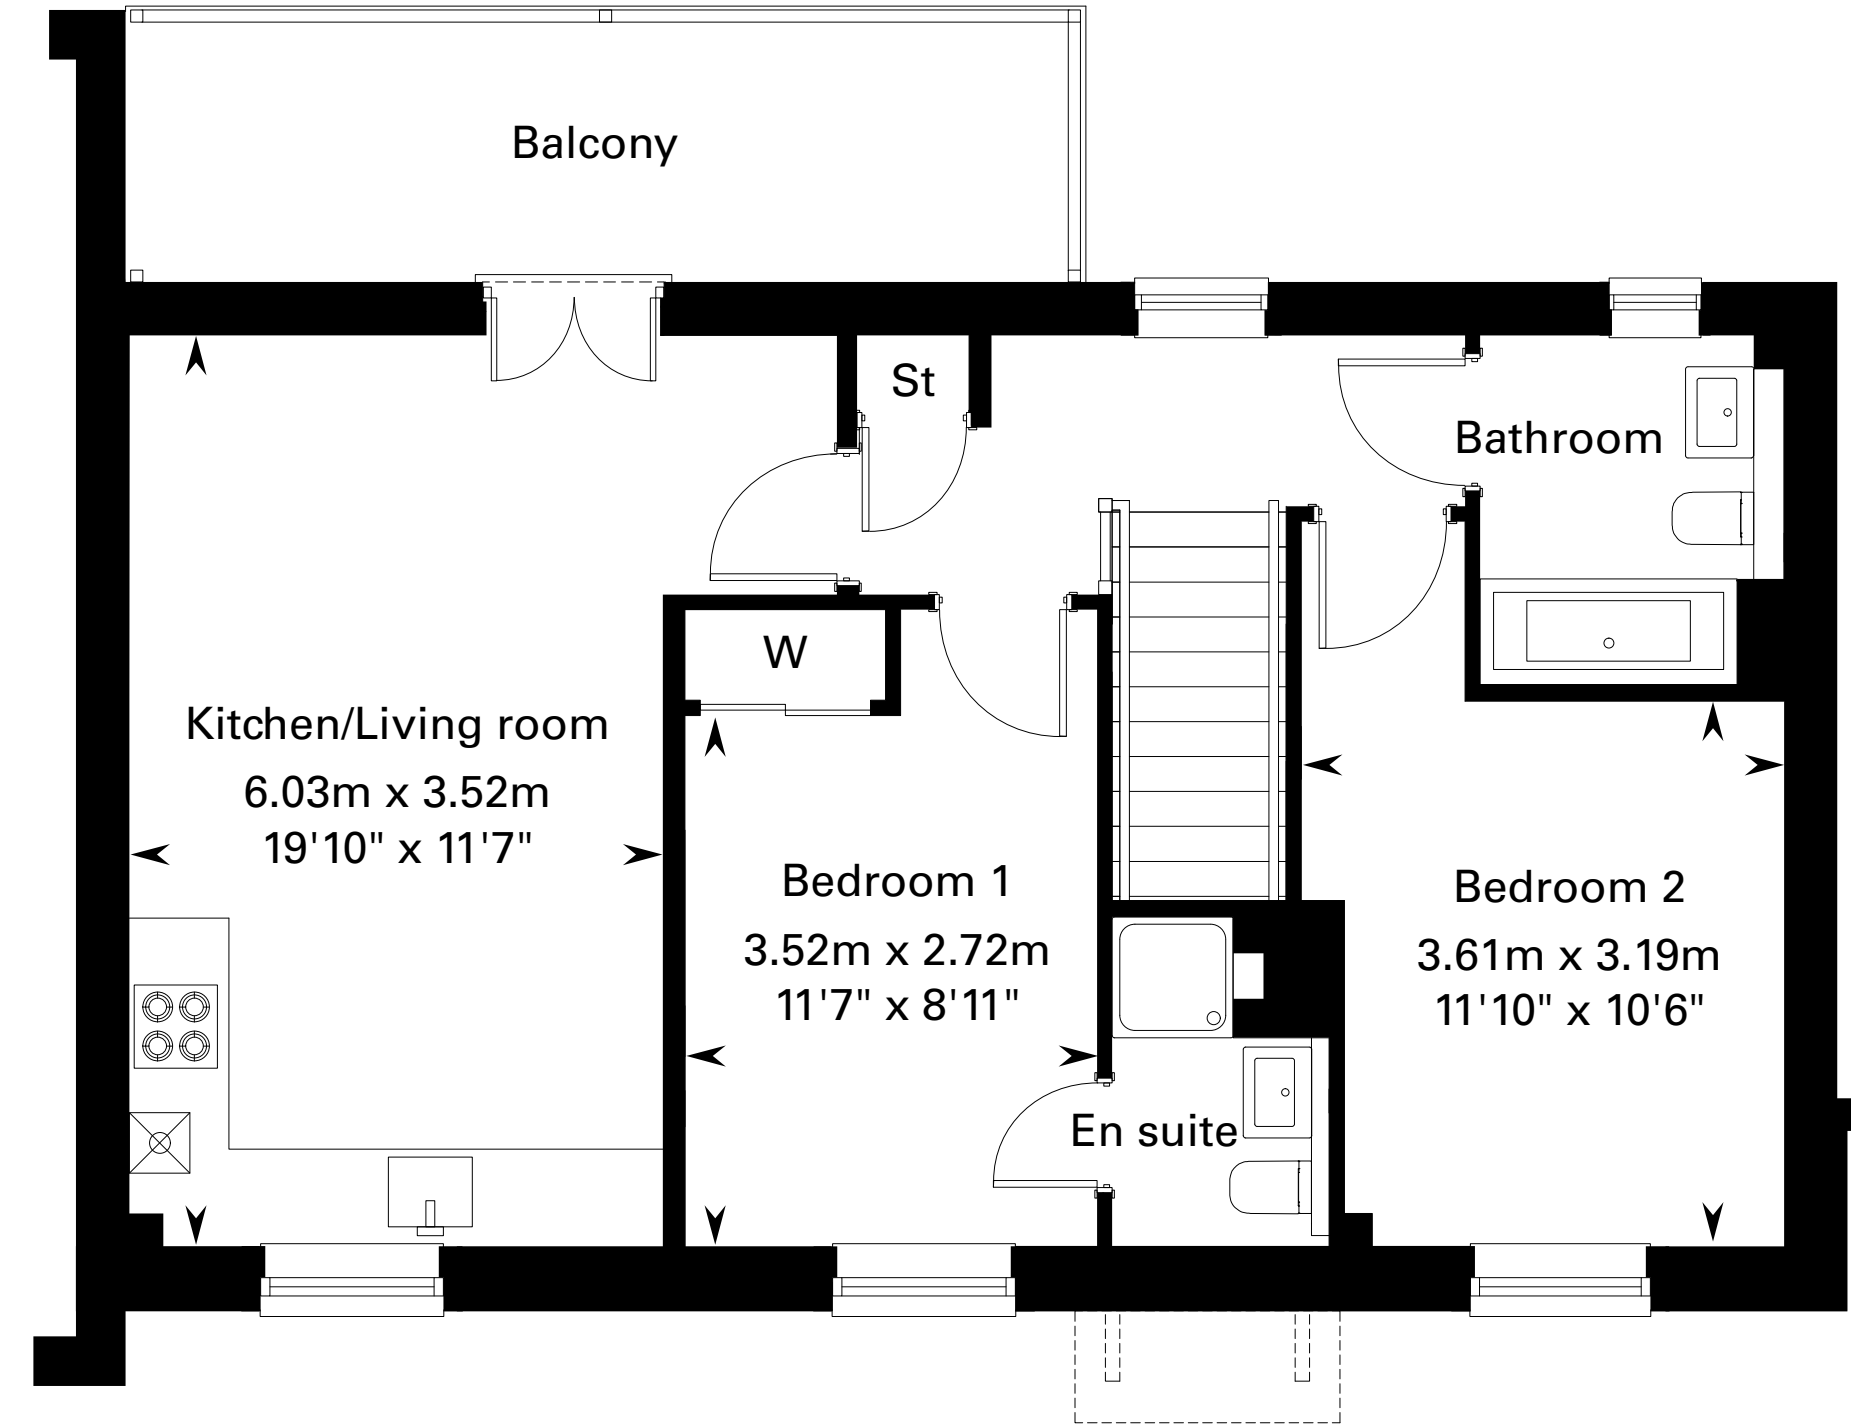 Balcony
St
Bathroom
W
Kitchen/Living room
6.03m x 3.52m
19'10" x 11'7"
Bedroom 1
3.52m x 2.72m
11'7" x 8'11"
Bedroom 2
3.61m x 3.19m
11'10" x 10'6"
En suite